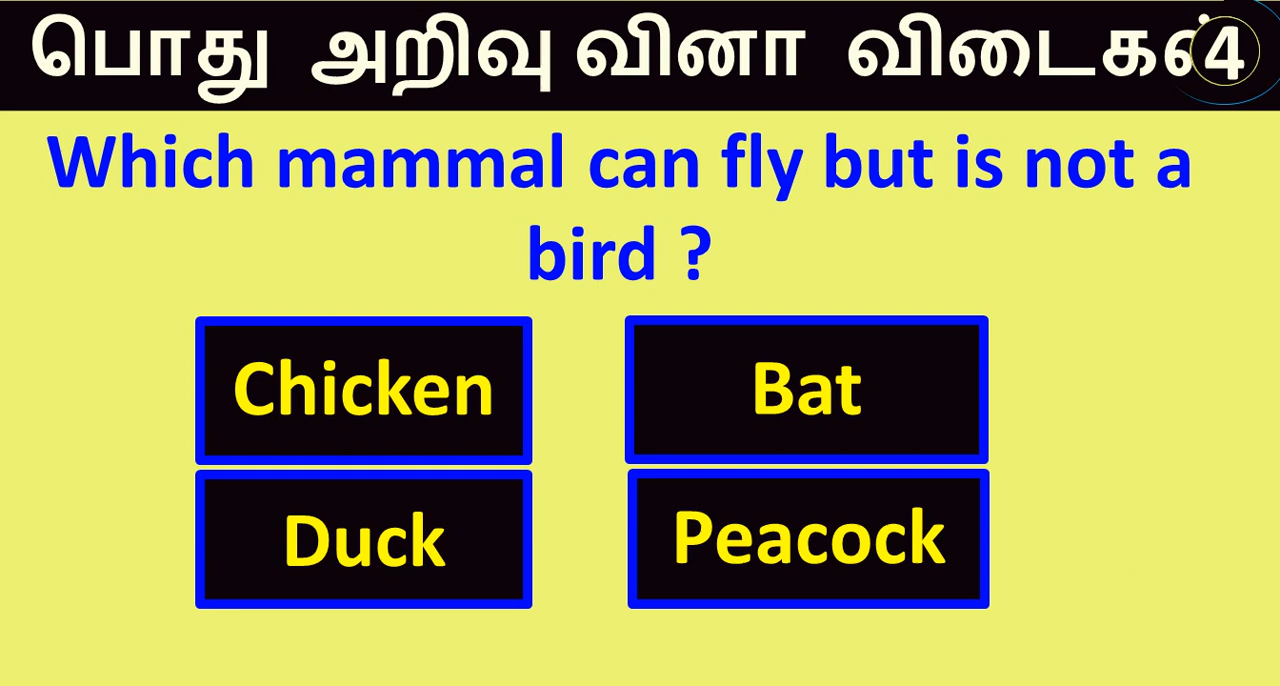 பொது அறிவு வினா விடைகள் 4
Which mammal can fly but is not a
bird ?
Chicken
Bat
Duck
Peacock